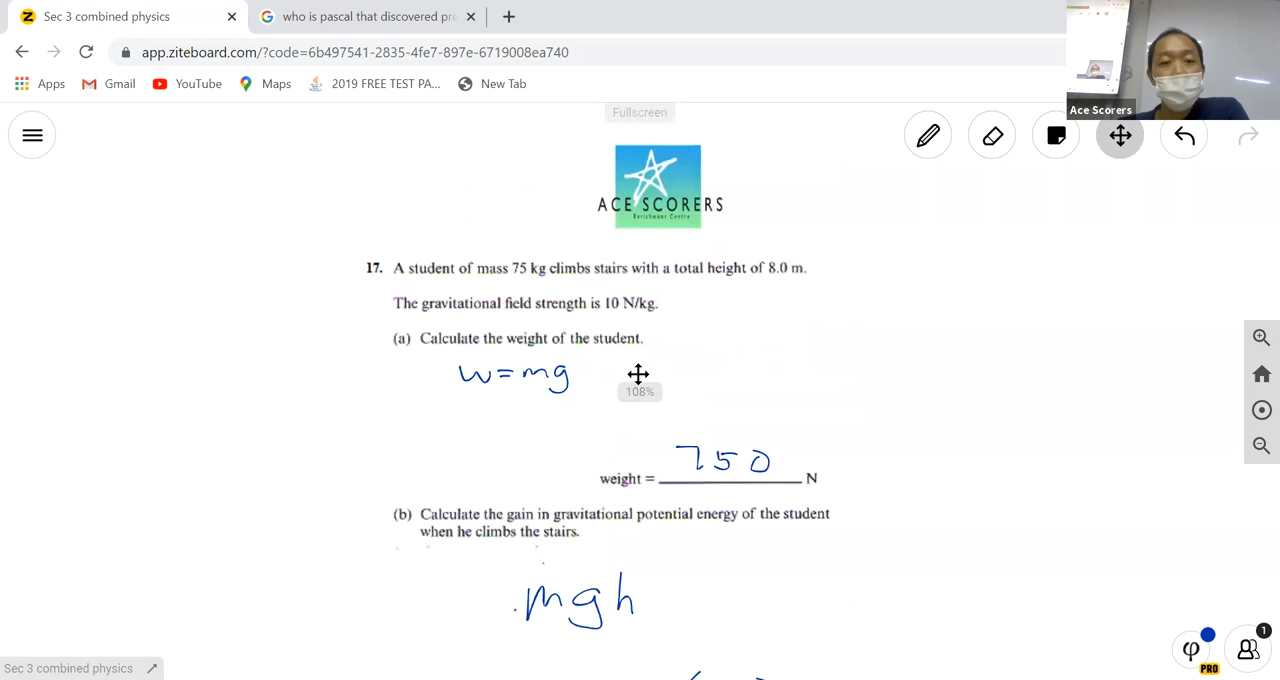 Sec 3 combined physics
who is pascal that discovered pre
app.ziteboard.com/?code=6b497541-2835-4fe7-897e-6719008ea740
Apps
Gmail
YouTube
Maps
2019 FREE TEST PA...
New Tab
Ace Scorers
Fullscreen
ACE SCORERS
Enrichment Centre
17. A student of mass 75 kg climbs stairs with a total height of 8.0 m.
The gravitational field strength is 10 N/kg.
(a) Calculate the weight of the student.
w = mg
108%
weight = 750 N
(b) Calculate the gain in gravitational potential energy of the student
when he climbs the stairs.
mgh
1
φ
PRO
Sec 3 combined physics